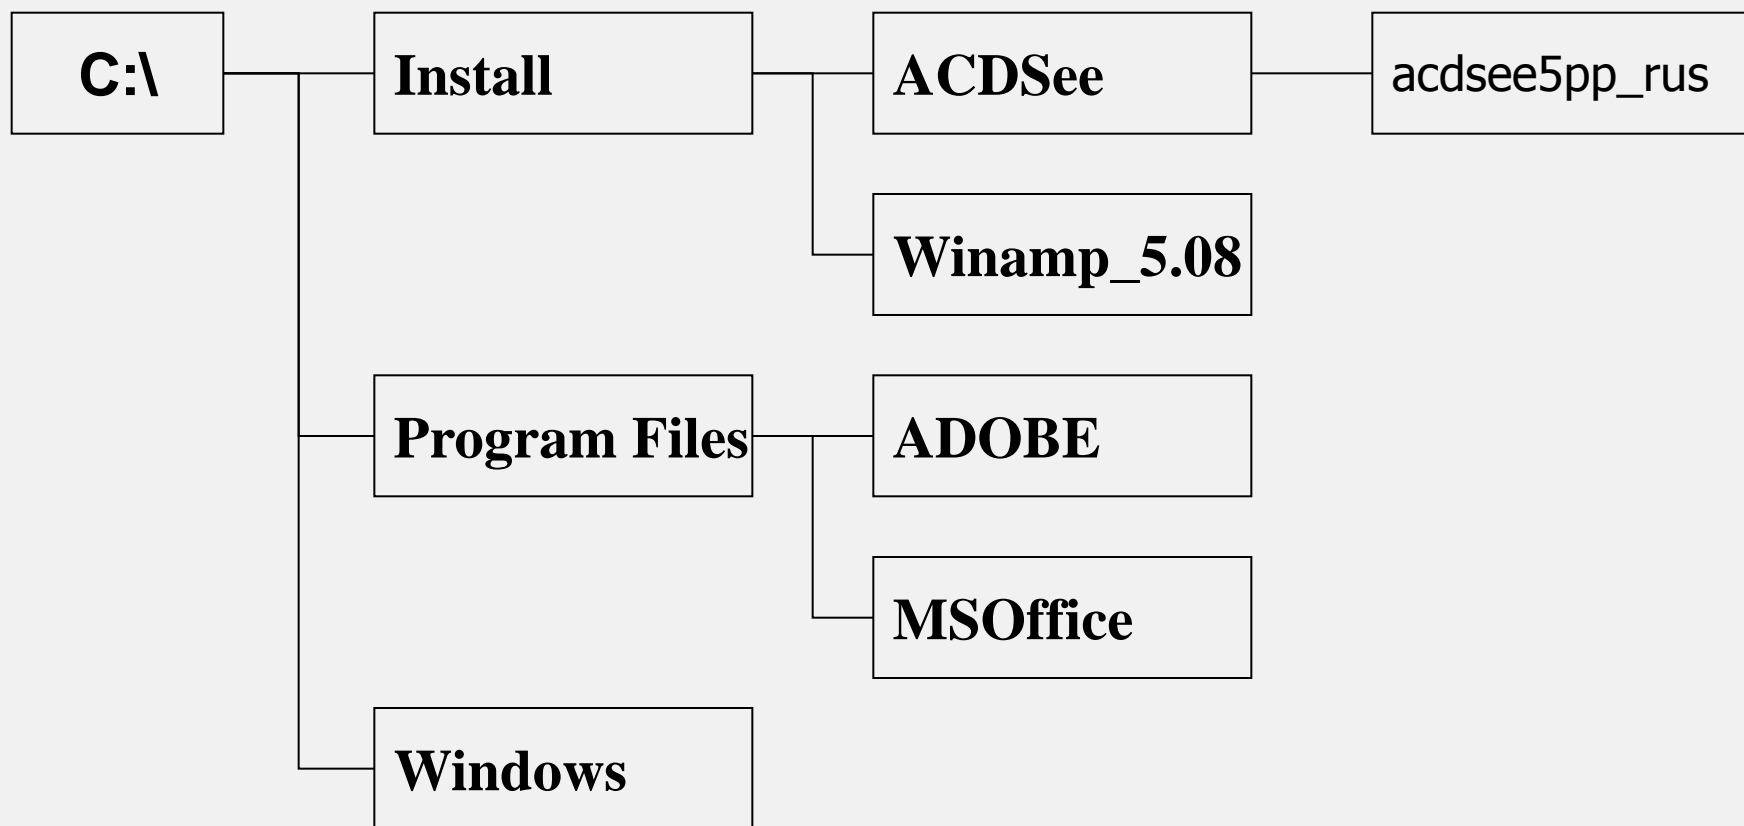 C:\
Install
ACDSee
acdsee5pp_rus
Winamp_5.08
Program Files
ADOBE
MSOffice
Windows